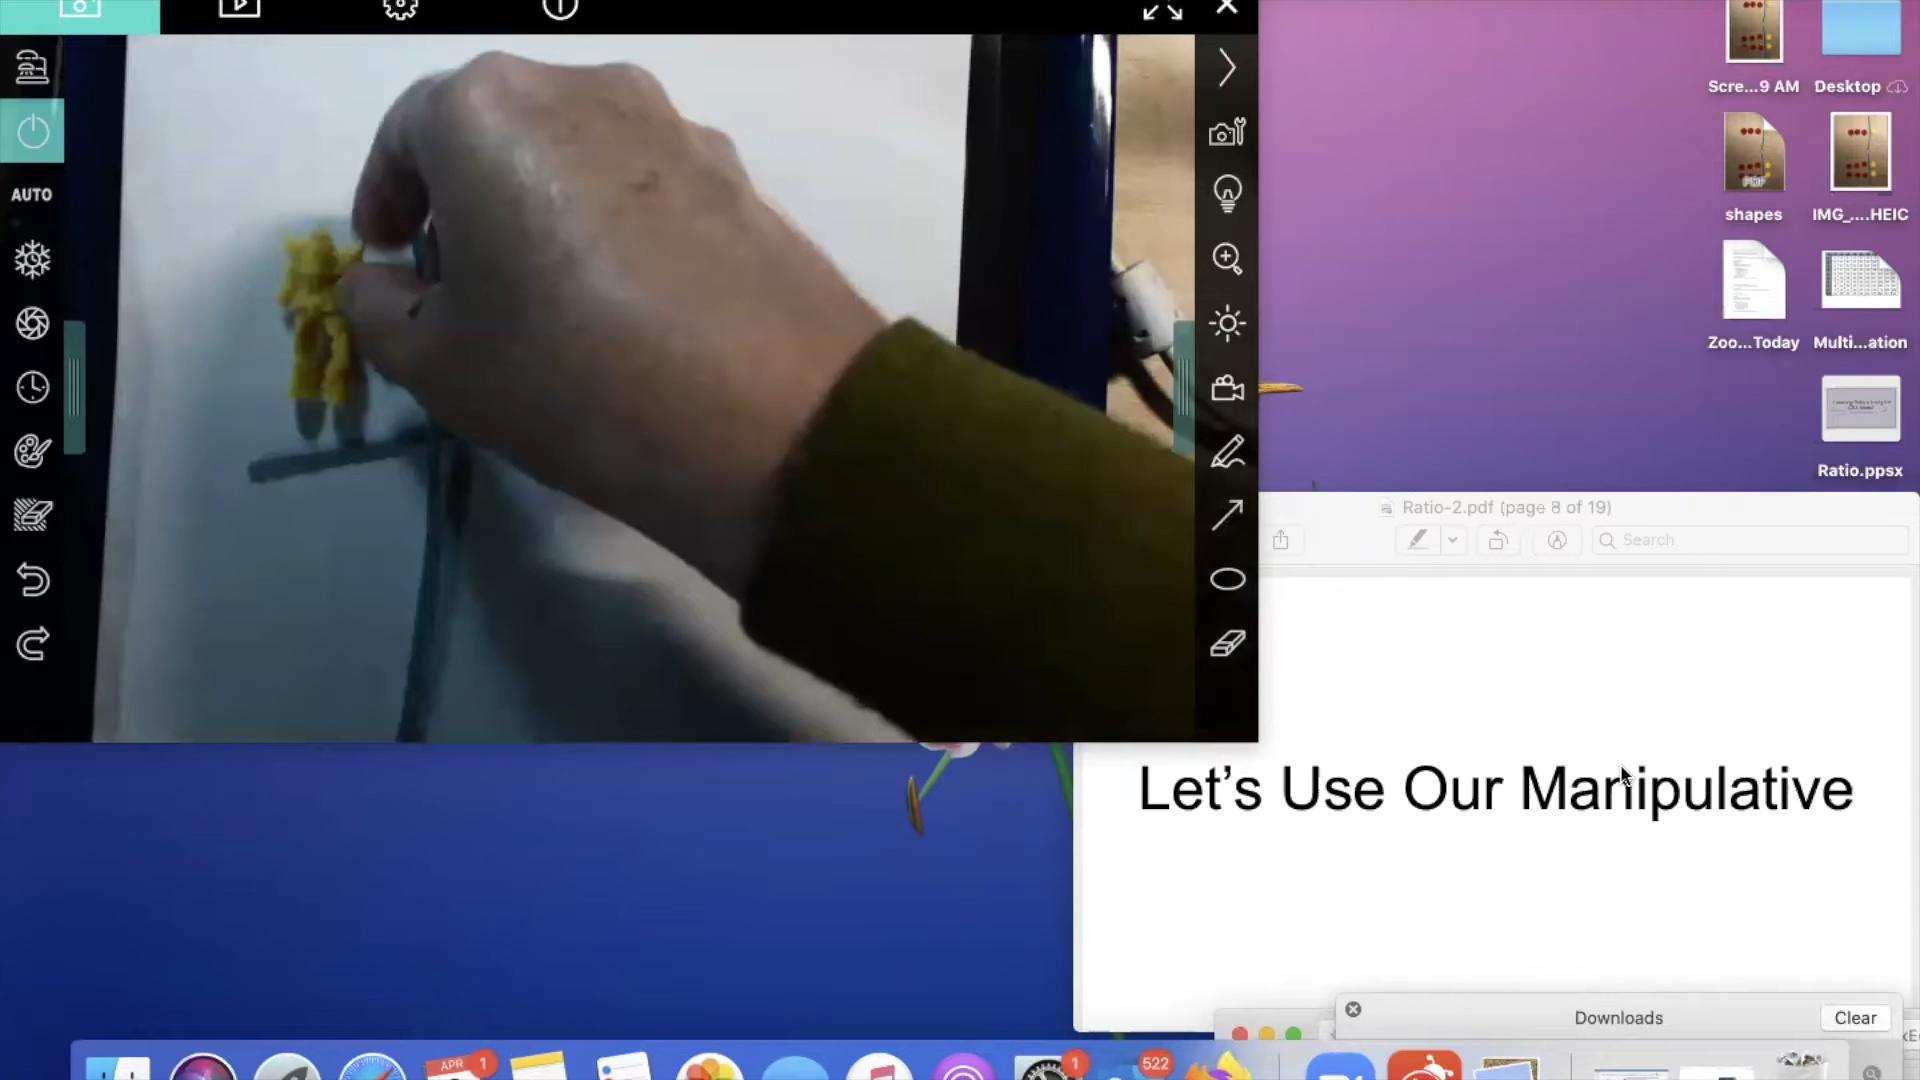 AUTO
Scre...9 AM
Desktop
PDF
shapes
IMG_....HEIC
Zoo...Today
Multi...ation
Ratio.ppsx
Ratio-2.pdf (page 8 of 19)
Search
Let's Use Our Manipulative
Downloads
Clear
APR
1
1
522